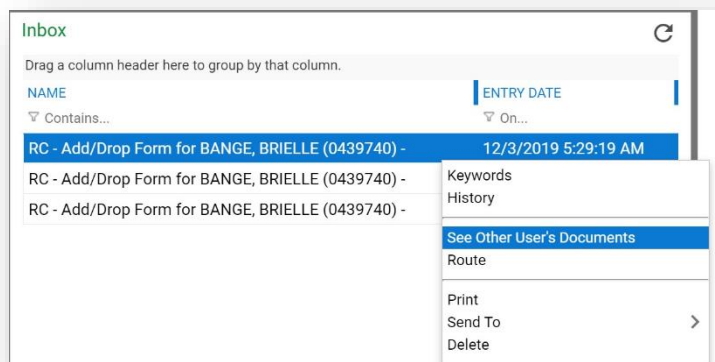 Inbox
Drag a column header here to group by that column.
NAME ENTRY DATE
Contains... On...
RC - Add/Drop Form for BANGE, BRIELLE (0439740) - 12/3/2019 5:29:19 AM
RC - Add/Drop Form for BANGE, BRIELLE (0439740) -
RC - Add/Drop Form for BANGE, BRIELLE (0439740) -
Keywords
History
See Other User's Documents
Route
Print
Send To
Delete